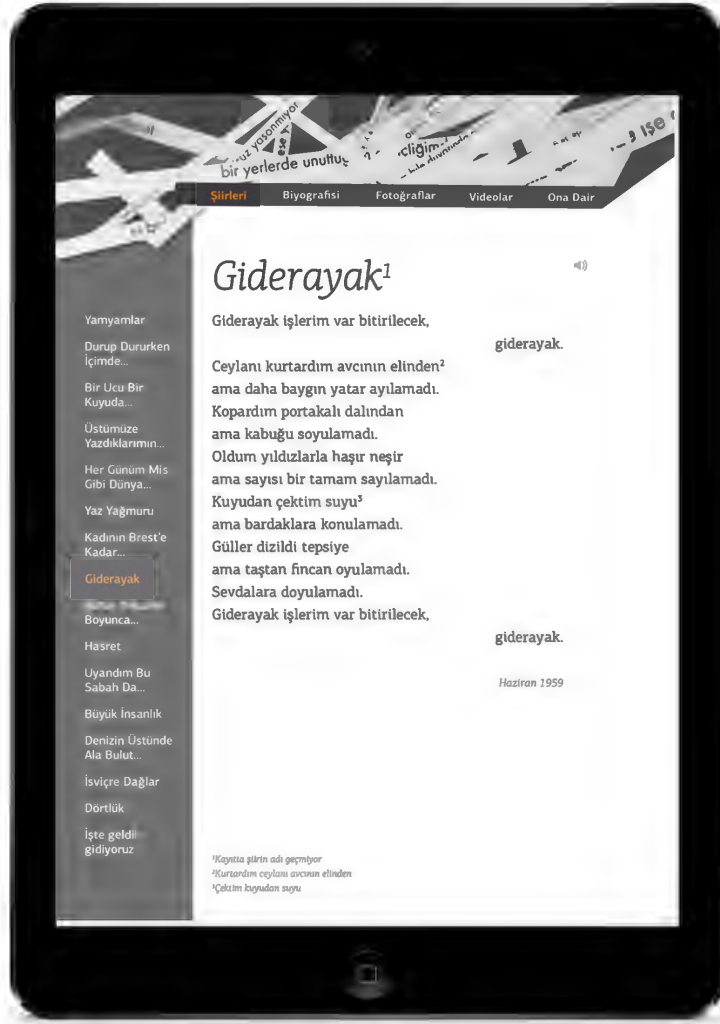 yaşanmıyor
bir yerlerde unuttuş
Şiirleri Biyografisi Fotoğraflar Videolar Ona Dair
Giderayak¹
Giderayak işlerim var bitirilecek,
giderayak.
Ceylanı kurtardım avcının elinden²
ama daha baygın yatar ayılamadı.
Kopardım portakalı dalından
ama kabuğu soyulamadı.
Oldum yıldızlarla haşır neşir
ama sayısı bir tamam sayılamadı.
Kuyudan çektim suyu³
ama bardaklara konulamadı.
Güller dizildi tepsiye
ama taştan fincan oyulamadı.
Sevdalara doyulamadı.
Giderayak işlerim var bitirilecek,
giderayak.
Haziran 1959
Yamyamlar
Durup Dururken
İçimde...
Bir Ucu Bir
Kuyuda...
Üstümüze
Yazdıklarımın...
Her Günüm Mis
Gibi Dünya...
Yaz Yağmuru
Kadının Brest'e
Kadar...
Giderayak
Boyunca...
Hasret
Uyandım Bu
Sabah Da...
Büyük İnsanlık
Denizin Üstünde
Ala Bulut...
İsviçre Dağlar
Dörtlük
İşte geldik
gidiyoruz
¹Kayıtta şiirin adı geçmiyor
²Kurtardım ceylanı avcının elinden
³Çektim kuyudan suyu